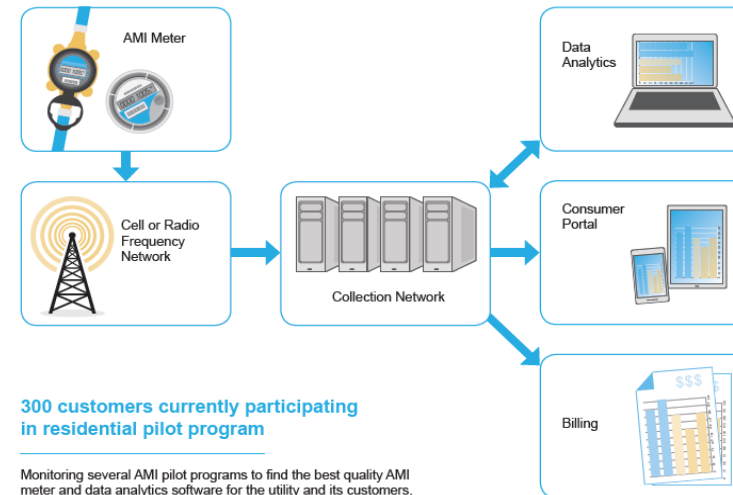 AMI Meter
Data
Analytics
Cell or Radio
Frequency
Network
Collection Network
Consumer
Portal
Billing
$$$
300 customers currently participating
in residential pilot program
Monitoring several AMI pilot programs to find the best quality AMI
meter and data analytics software for the utility and its customers.